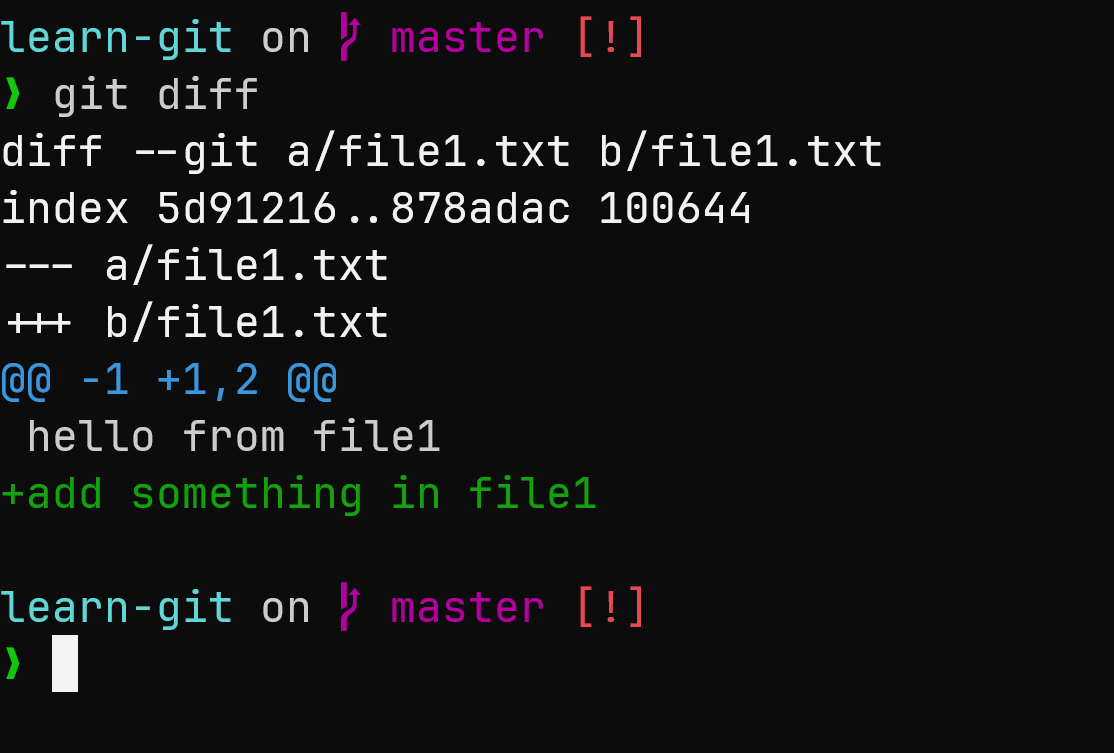 learn-git on  master [!]
❯ git diff
diff --git a/file1.txt b/file1.txt
index 5d91216..878adac 100644
--- a/file1.txt
+++ b/file1.txt
@@ -1 +1,2 @@
 hello from file1
+add something in file1
learn-git on  master [!]
❯